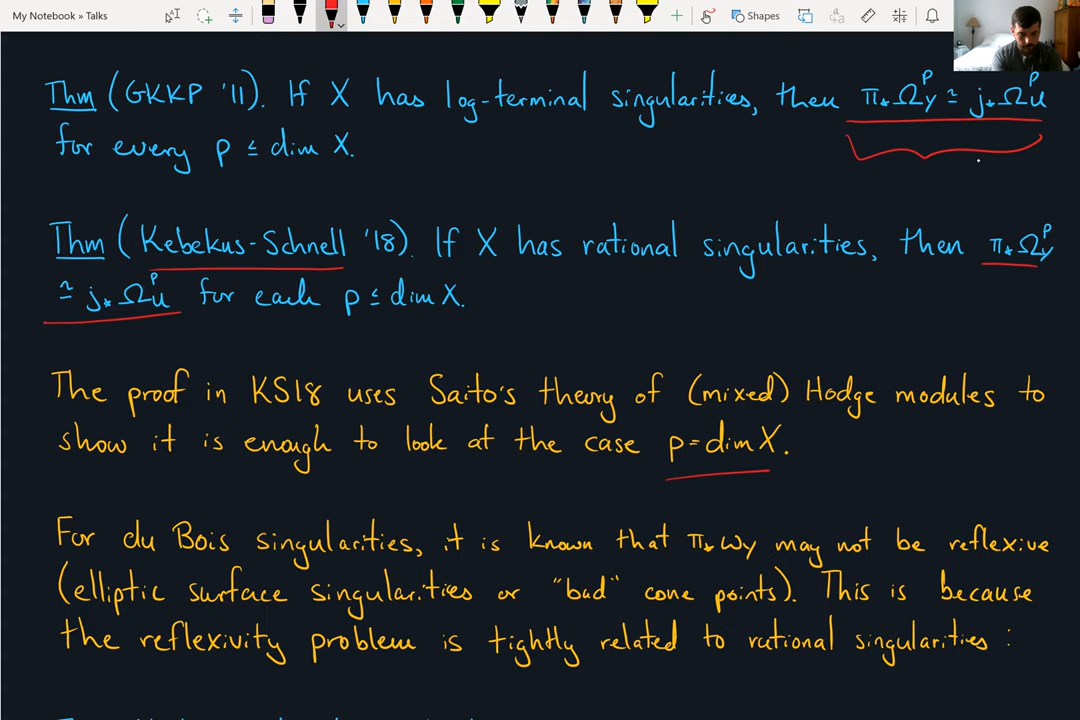 My Notebook » Talks
Shapes
Thm (GKKP '11). If X has log-terminal singularities, then π⋆Ω^p_Y ≃ j⋆Ω^p_U
for every p ≤ dim X.
Thm (Kebekus-Schnell '18). If X has rational singularities, then π⋆Ω^p_Y
≃ j⋆Ω^p_U for each p ≤ dim X.
The proof in KS18 uses Saito's theory of (mixed) Hodge modules to
show it is enough to look at the case p=dim X.
For du Bois singularities, it is known that π⋆ω_Y may not be reflexive
(elliptic surface singularities or "bad" cone points). This is because
the reflexivity problem is tightly related to rational singularities :